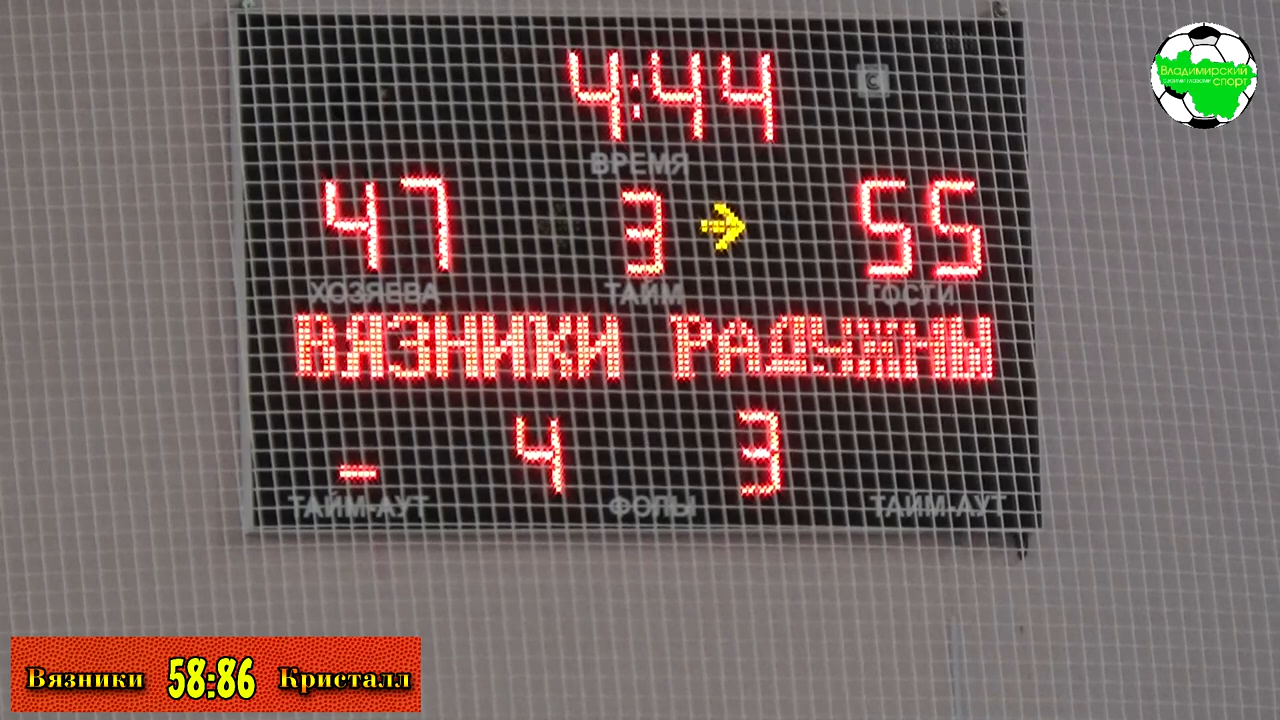 4:44
ВРЕМЯ
47 3 → 55
ХОЗЯЕВА ТАЙМ ГОСТИ
ВЯЗНИКИ РАДУЖНЫ
- 4 3
ТАЙМ-АУТ ФОЛЫ ТАЙМ-АУТ
Владимирский
спорт
Вязники 58:86 Кристалл